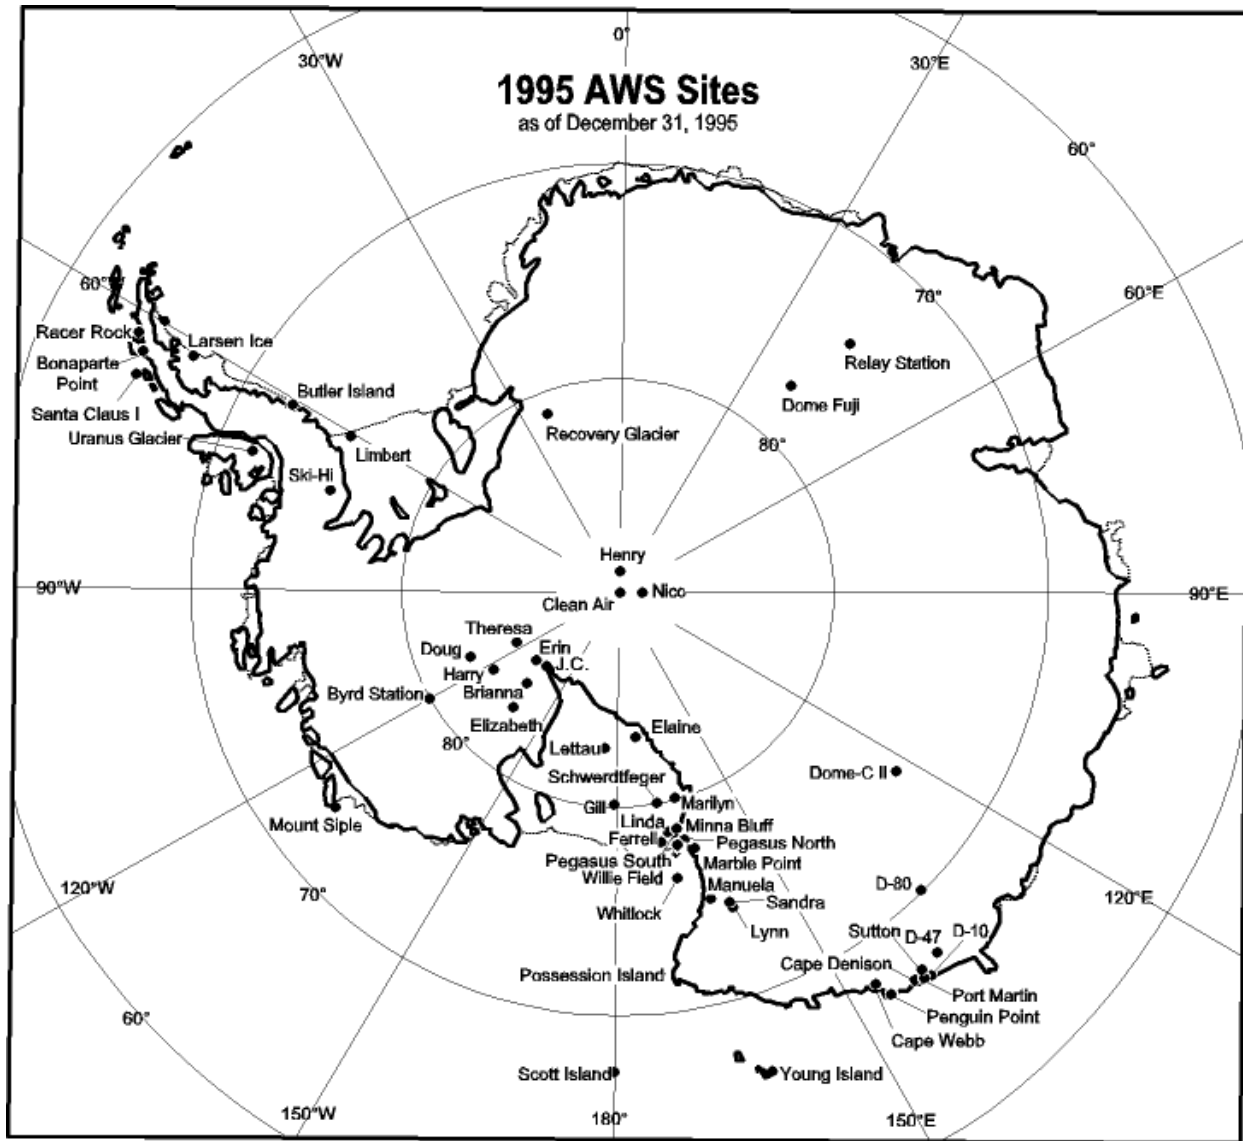 0°
30°W
30°E
1995 AWS Sites
as of December 31, 1995
60°
60°W
60°E
70°
Racer Rock
Larsen Ice
Bonaparte
Point
Relay Station
Santa Claus I
Butler Island
Dome Fuji
Uranus Glacier
Limbert
Recovery Glacier
80°
Ski-Hi
Henry
90°W
Clean Air
Nico
90°E
Theresa
Doug
Erin
J.C.
Harry
Brianna
Byrd Station
Elizabeth
80°
Lettau
Elaine
Schwerdtfeger
Dome-C II
Mount Siple
Gill
Marilyn
Linda
Minna Bluff
Ferrell
Pegasus North
Pegasus South
Marble Point
Willie Field
Manuela
120°W
70°
Whitlock
Sandra
Lynn
D-80
120°E
Sutton
D-47
D-10
Possession Island
Cape Denison
Port Martin
60°
Penguin Point
Cape Webb
Scott Island
Young Island
150°W
180°
150°E